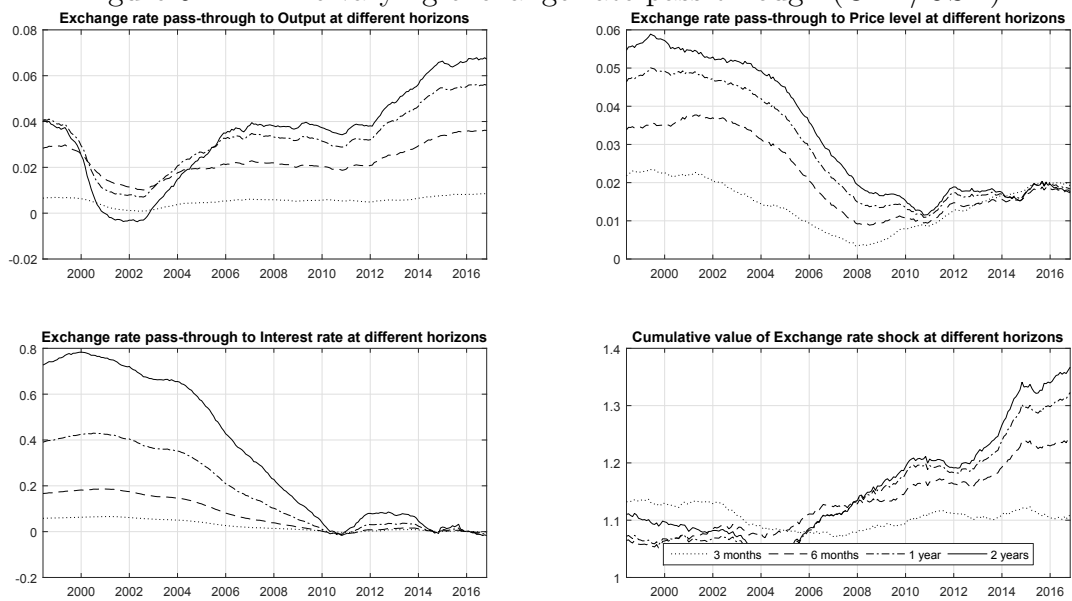 Exchange rate pass-through to Output at different horizons
0.08
0.06
0.04
0.02
0
-0.02
2000 2002 2004 2006 2008 2010 2012 2014 2016
Exchange rate pass-through to Price level at different horizons
0.06
0.05
0.04
0.03
0.02
0.01
0
2000 2002 2004 2006 2008 2010 2012 2014 2016
Exchange rate pass-through to Interest rate at different horizons
0.8
0.6
0.4
0.2
0
-0.2
2000 2002 2004 2006 2008 2010 2012 2014 2016
Cumulative value of Exchange rate shock at different horizons
1.4
1.3
1.2
1.1
1
3 months 6 months 1 year 2 years
2000 2002 2004 2006 2008 2010 2012 2014 2016